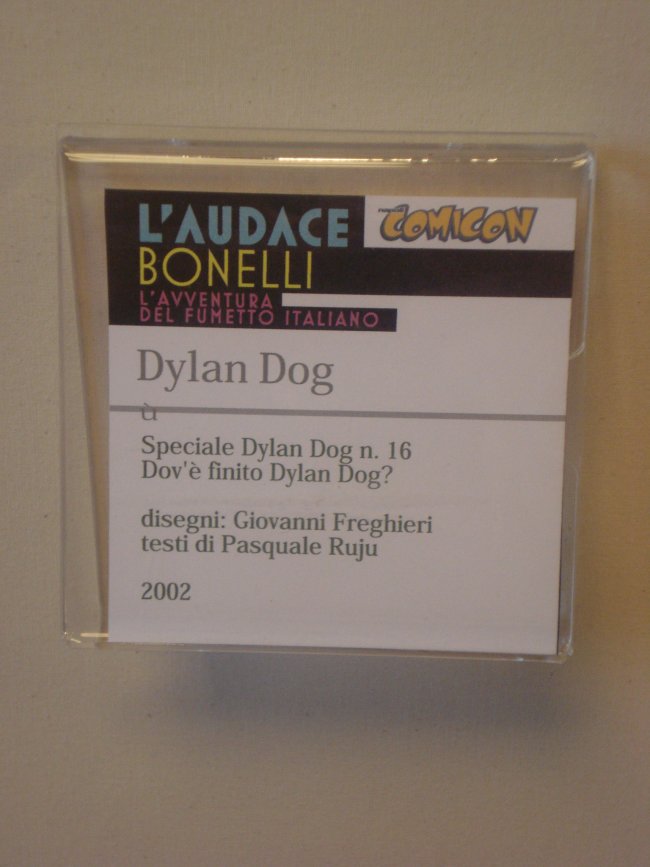 L'AUDACE
BONELLI
L'AVVENTURA
DEL FUMETTO ITALIANO
COMICON
Dylan Dog
ù
Speciale Dylan Dog n. 16
Dov'è finito Dylan Dog?
disegni: Giovanni Freghieri
testi di Pasquale Ruju
2002